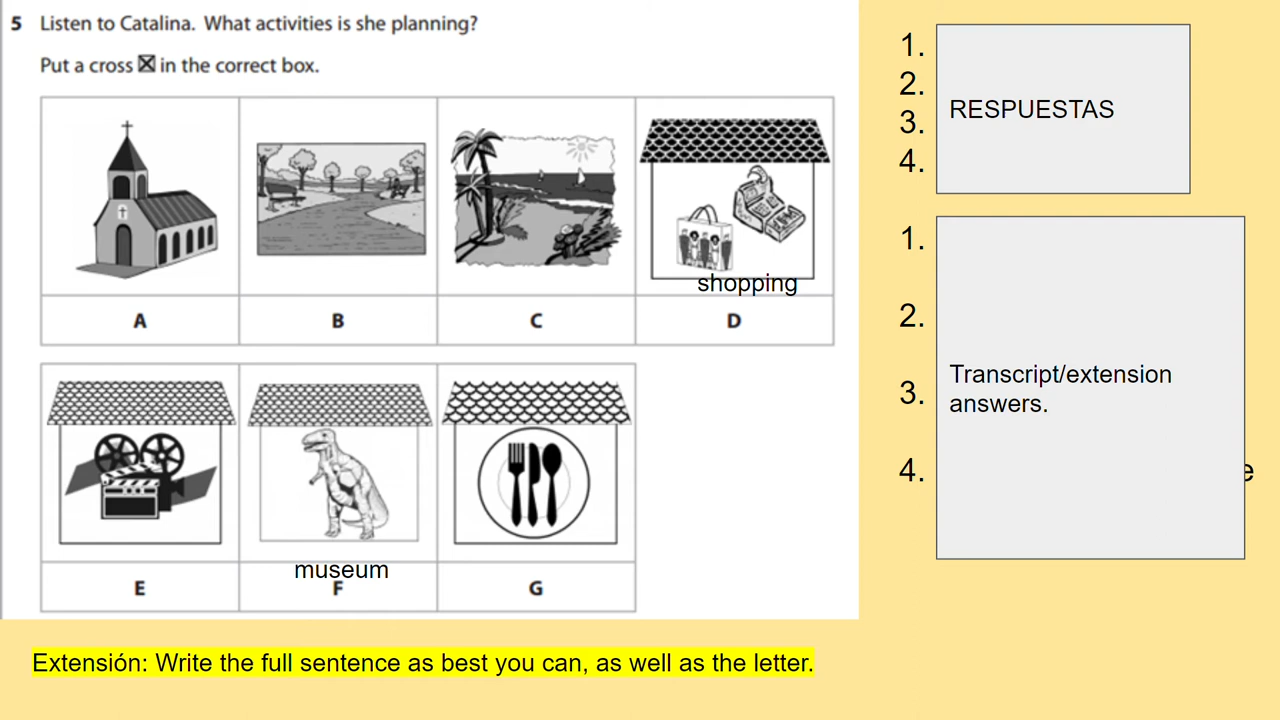 5 Listen to Catalina. What activities is she planning?
Put a cross ☒ in the correct box.
shopping
A B C D
museum
E F G
1.
2.
3.
4.
RESPUESTAS
1.
2.
3.
4.
Transcript/extension
answers.
e
Extensión: Write the full sentence as best you can, as well as the letter.